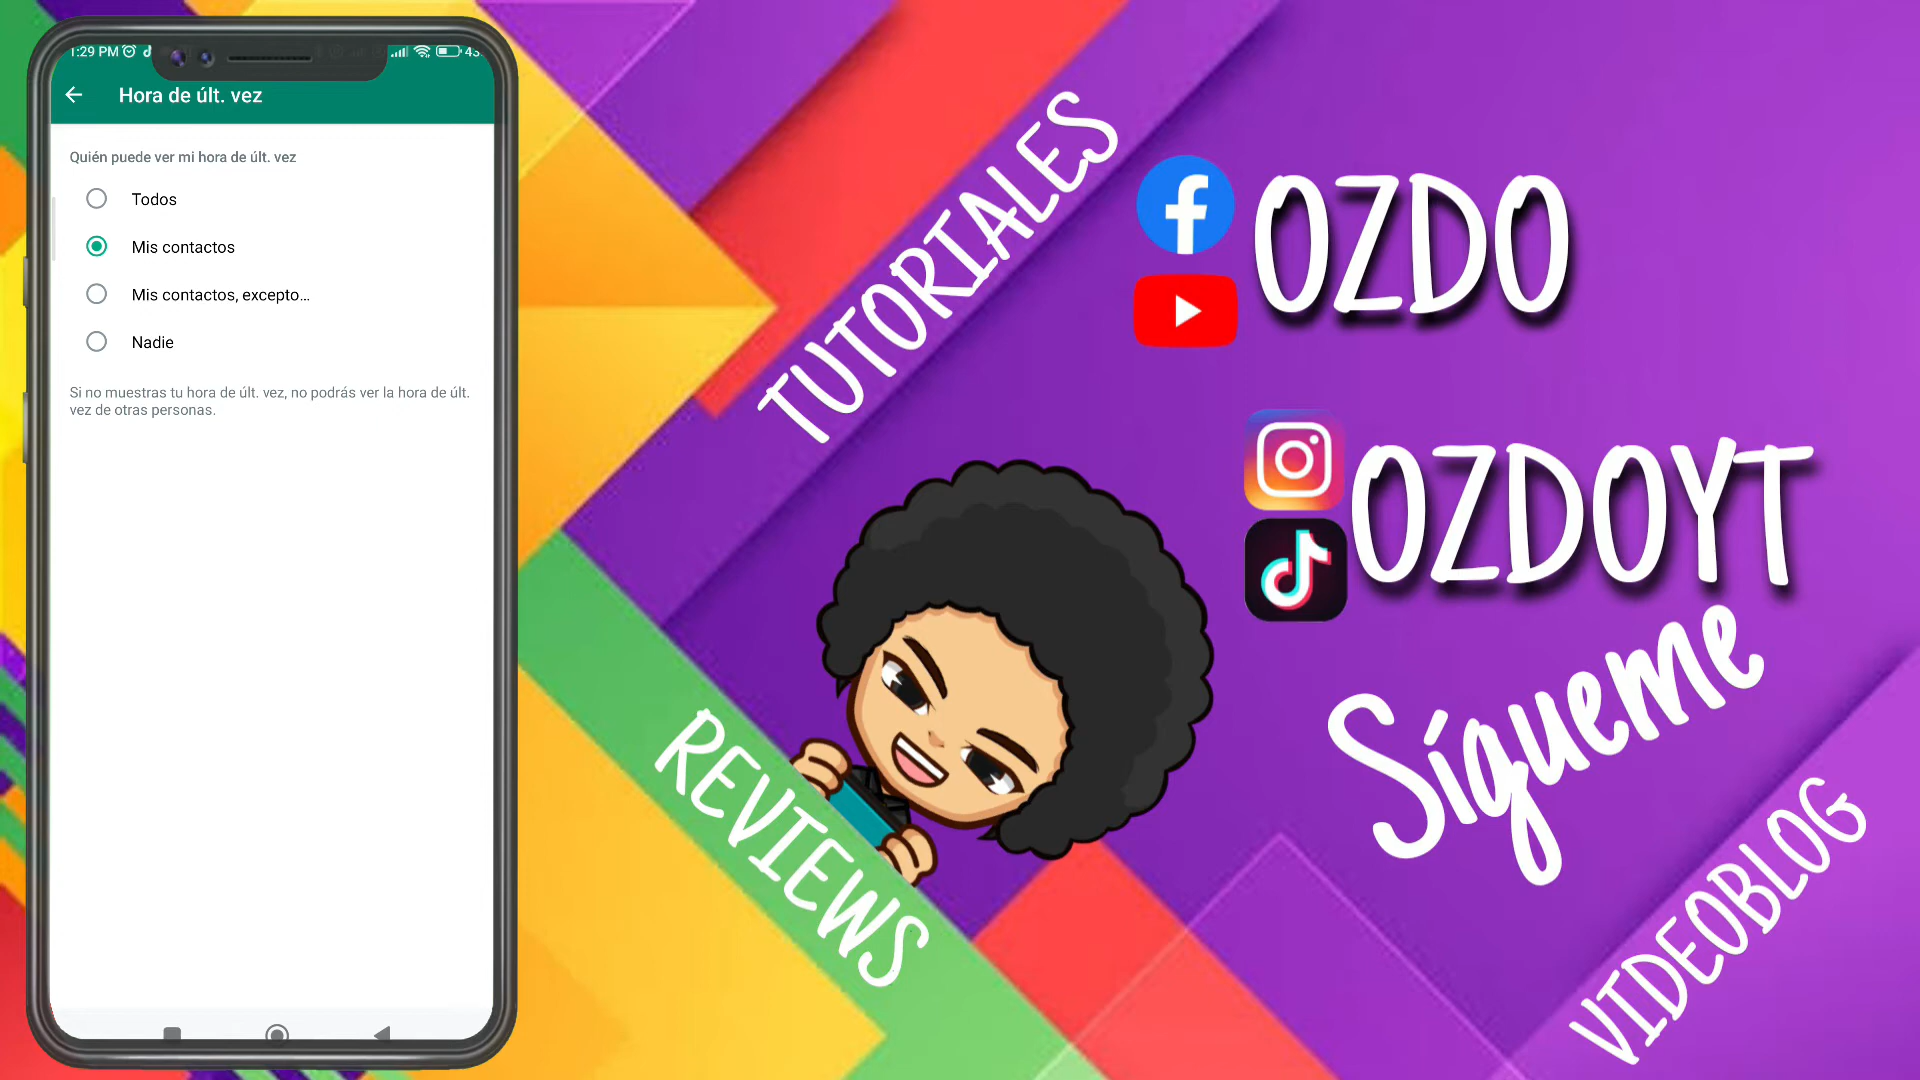 1:29 PM
43
Hora de últ. vez
Quién puede ver mi hora de últ. vez
Todos
Mis contactos
Mis contactos, excepto...
Nadie
Si no muestras tu hora de últ. vez, no podrás ver la hora de últ.
vez de otras personas.
TUTORIALES
OZDO
OZDOYT
Sígueme
REVIEWS
VIDEOBLOG